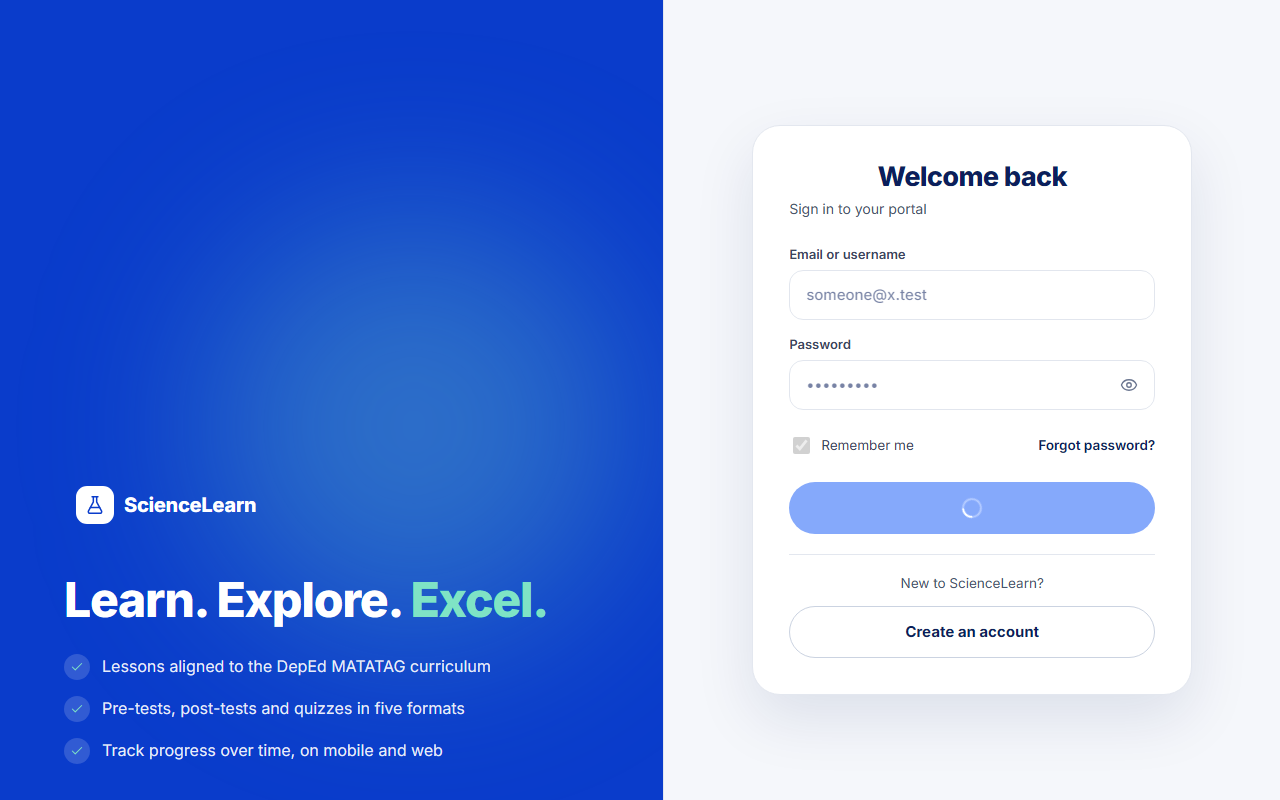 ScienceLearn
Learn. Explore. Excel.
Lessons aligned to the DepEd MATATAG curriculum
Pre-tests, post-tests and quizzes in five formats
Track progress over time, on mobile and web
Welcome back
Sign in to your portal
Email or username
someone@x.test
Password
•••••••••
Remember me
Forgot password?
New to ScienceLearn?
Create an account